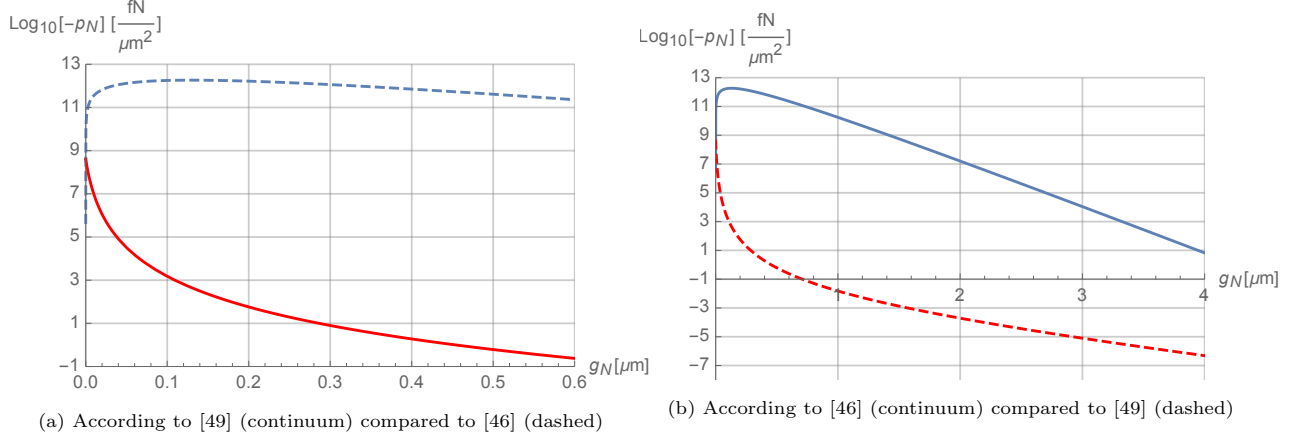 Log10[-pN] [fN/μm2]
13
11
9
7
5
3
1
-1
0.0 0.1 0.2 0.3 0.4 0.5 0.6
gN[μm]
(a) According to [49] (continuum) compared to [46] (dashed)
Log10[-pN] [fN/μm2]
13
11
9
7
5
3
1
-1
-3
-5
-7
1 2 3 4
gN[μm]
(b) According to [46] (continuum) compared to [49] (dashed)